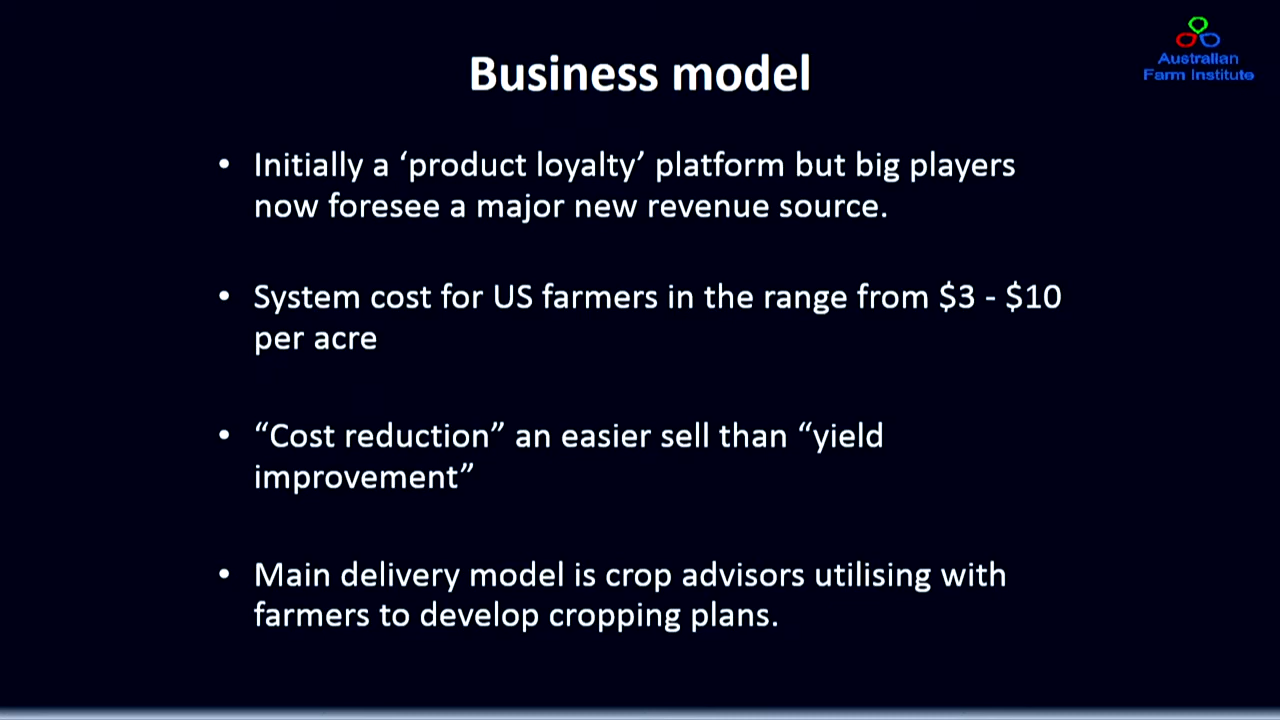 Australian
Farm Institute
Business model
• Initially a ‘product loyalty’ platform but big players
now foresee a major new revenue source.
• System cost for US farmers in the range from $3 - $10
per acre
• “Cost reduction” an easier sell than “yield
improvement”
• Main delivery model is crop advisors utilising with
farmers to develop cropping plans.